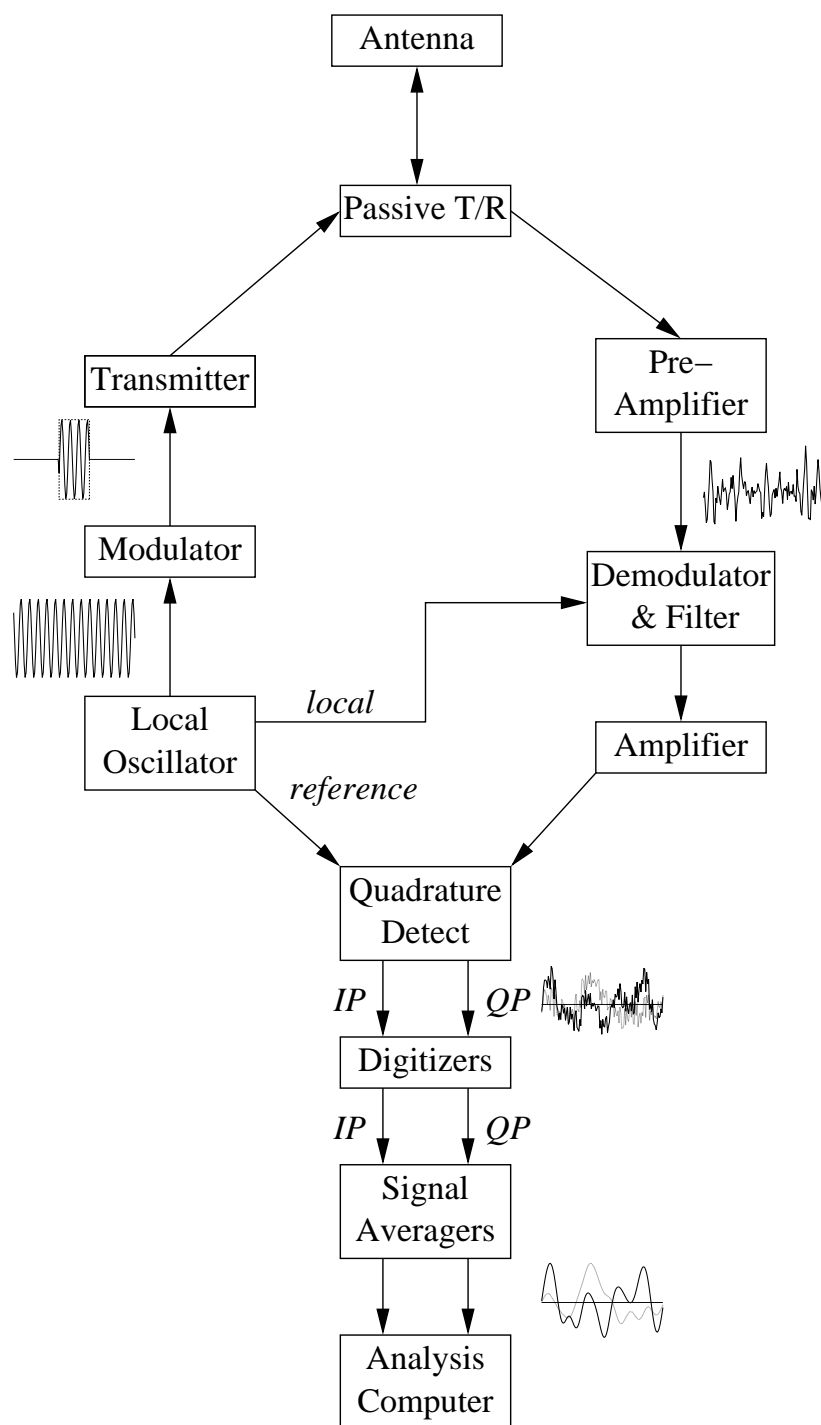 Antenna
Passive T/R
Transmitter
Pre–
Amplifier
Modulator
Demodulator
& Filter
Local
Oscillator
local
Amplifier
reference
Quadrature
Detect
IP QP
Digitizers
IP QP
Signal
Averagers
Analysis
Computer